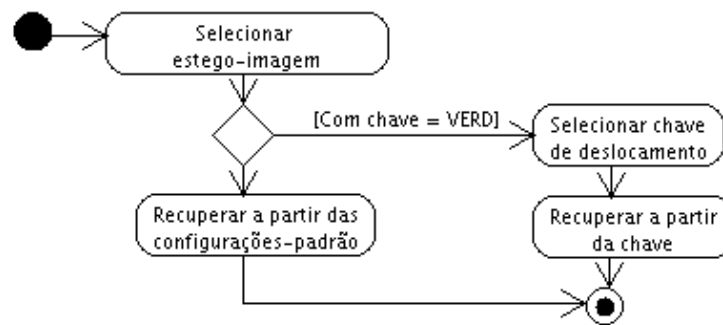 Selecionar
estego-imagem
[Com chave = VERD]
Selecionar chave
de deslocamento
Recuperar a partir das
configurações-padrão
Recuperar a partir
da chave